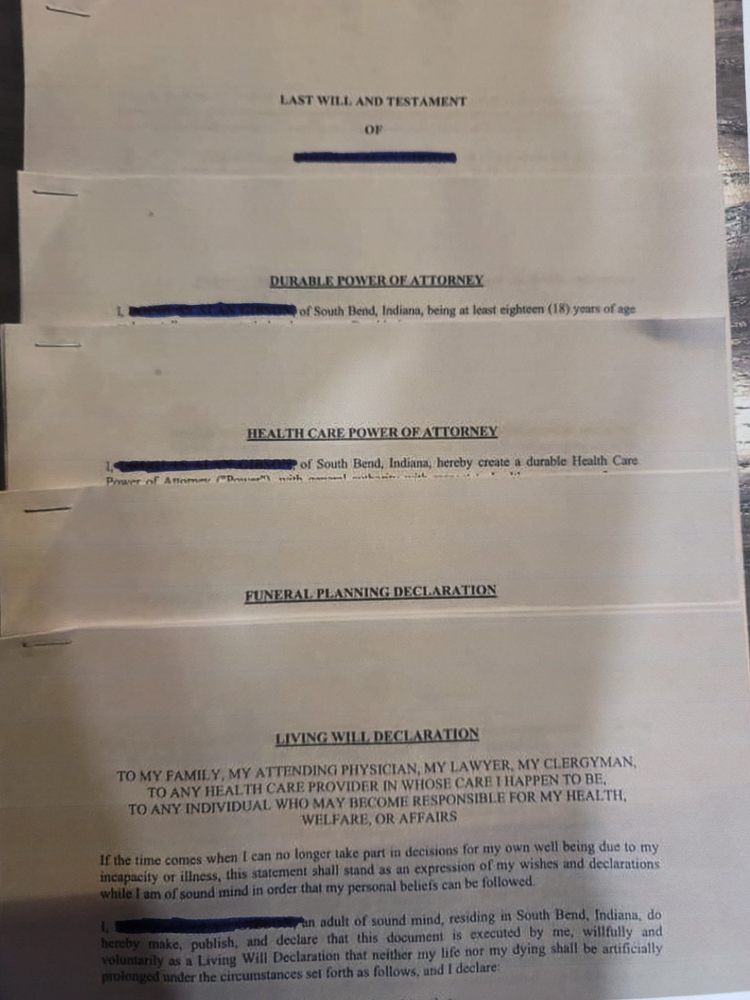 LAST WILL AND TESTAMENT
OF
DURABLE POWER OF ATTORNEY
I, of South Bend, Indiana, being at least eighteen (18) years of age
HEALTH CARE POWER OF ATTORNEY
I, of South Bend, Indiana, hereby create a durable Health Care
Power of Attorney ("Power"), with general authority with
FUNERAL PLANNING DECLARATION
LIVING WILL DECLARATION
TO MY FAMILY, MY ATTENDING PHYSICIAN, MY LAWYER, MY CLERGYMAN,
TO ANY HEALTH CARE PROVIDER IN WHOSE CARE I HAPPEN TO BE,
TO ANY INDIVIDUAL WHO MAY BECOME RESPONSIBLE FOR MY HEALTH,
WELFARE, OR AFFAIRS
If the time comes when I can no longer take part in decisions for my own well being due to my
incapacity or illness, this statement shall stand as an expression of my wishes and declarations
while I am of sound mind in order that my personal beliefs can be followed.
I, an adult of sound mind, residing in South Bend, Indiana, do
hereby make, publish, and declare that this document is executed by me, willfully and
voluntarily as a Living Will Declaration that neither my life nor my dying shall be artificially
prolonged under the circumstances set forth as follows, and I declare: